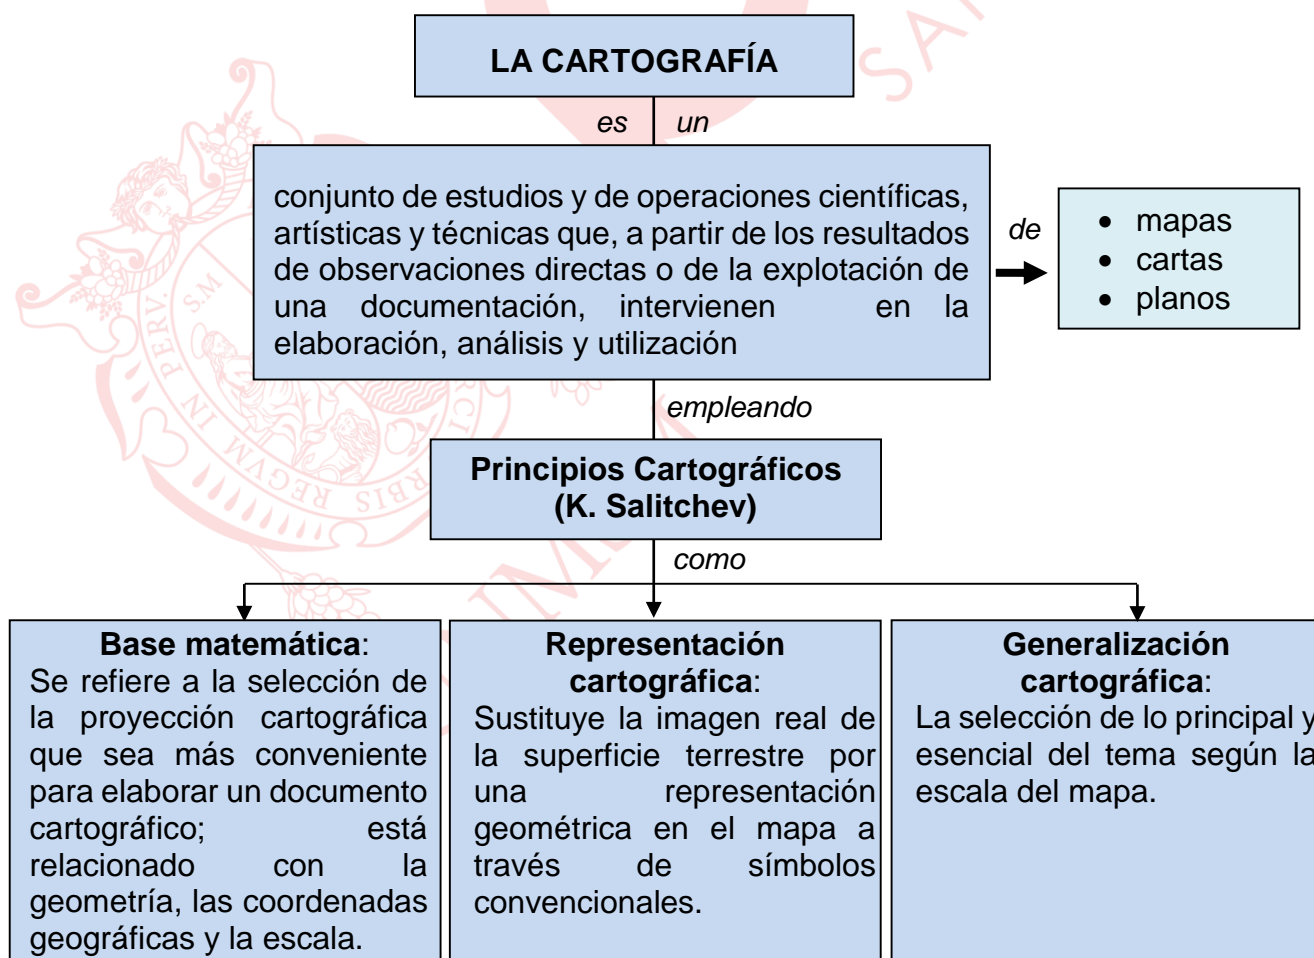 LA CARTOGRAFÍA
es un
conjunto de estudios y de operaciones científicas,
artísticas y técnicas que, a partir de los resultados
de observaciones directas o de la explotación de
una documentación, intervienen en la
elaboración, análisis y utilización
de
• mapas
• cartas
• planos
empleando
Principios Cartográficos
(K. Salitchev)
como
Base matemática:
Se refiere a la selección de
la proyección cartográfica
que sea más conveniente
para elaborar un documento
cartográfico; está
relacionado con la
geometría, las coordenadas
geográficas y la escala.
Representación
cartográfica:
Sustituye la imagen real de
la superficie terrestre por
una representación
geométrica en el mapa a
través de símbolos
convencionales.
Generalización
cartográfica:
La selección de lo principal y
esencial del tema según la
escala del mapa.
S.M
REGVM IN PERV.